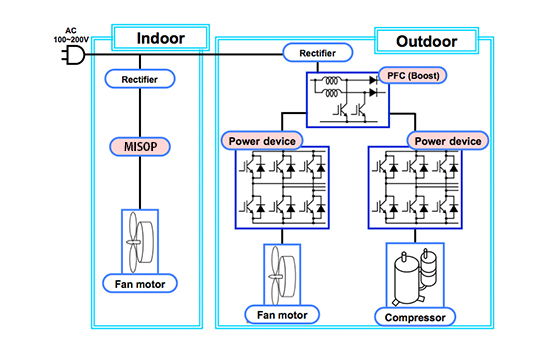 AC
100~200V
Indoor
Outdoor
Rectifier
Rectifier
PFC (Boost)
MISOP
Power device
Power device
Fan motor
Fan motor
Compressor